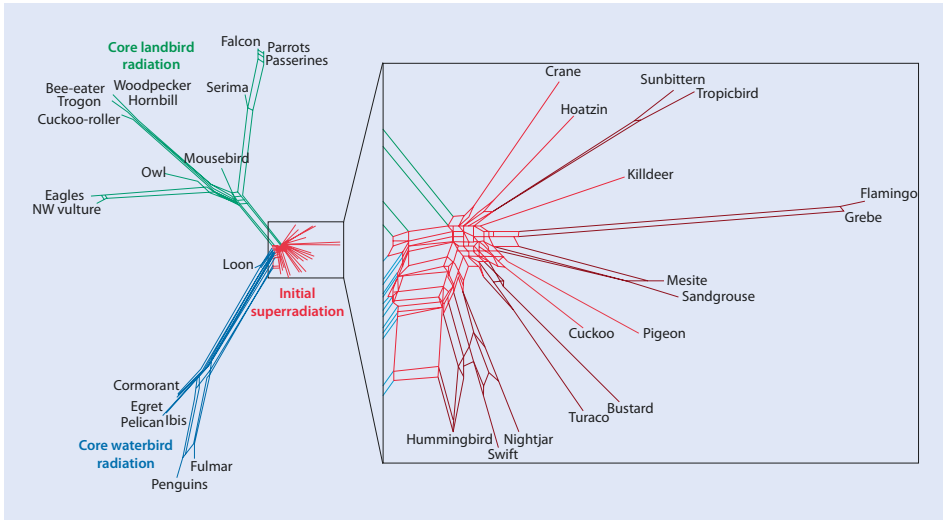 Core landbird
radiation
Falcon
Parrots
Passerines
Serima
Bee-eater
Trogon
Woodpecker
Hornbill
Cuckoo-roller
Mousebird
Owl
Eagles
NW vulture
Loon
Initial
superradiation
Cormorant
Egret
Pelican
Ibis
Core waterbird
radiation
Fulmar
Penguins
Crane
Hoatzin
Sunbittern
Tropicbird
Killdeer
Flamingo
Grebe
Mesite
Sandgrouse
Cuckoo
Pigeon
Bustard
Turaco
Hummingbird
Nightjar
Swift